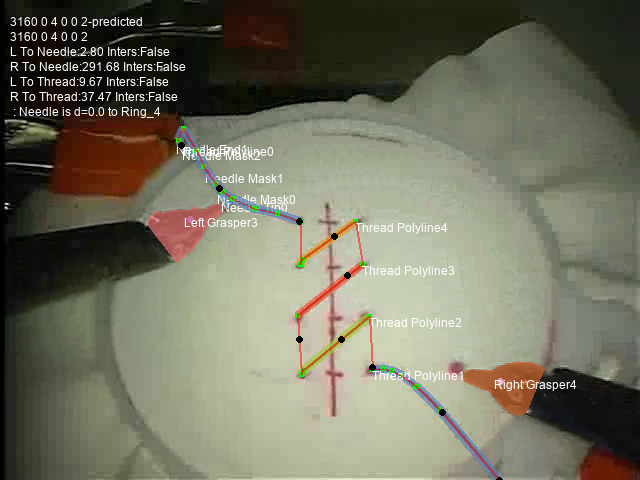 3160 0 4 0 0 2-predicted
3160 0 4 0 0 2
L To Needle:2.80 Inters:False
R To Needle:291.68 Inters:False
L To Thread:9.67 Inters:False
R To Thread:37.47 Inters:False
: Needle is d=0.0 to Ring_4
Needle Mask2
Needle Mask1
Needle Mask0
Left Grasper3
Thread Polyline4
Thread Polyline3
Thread Polyline2
Thread Polyline1
Right Grasper4